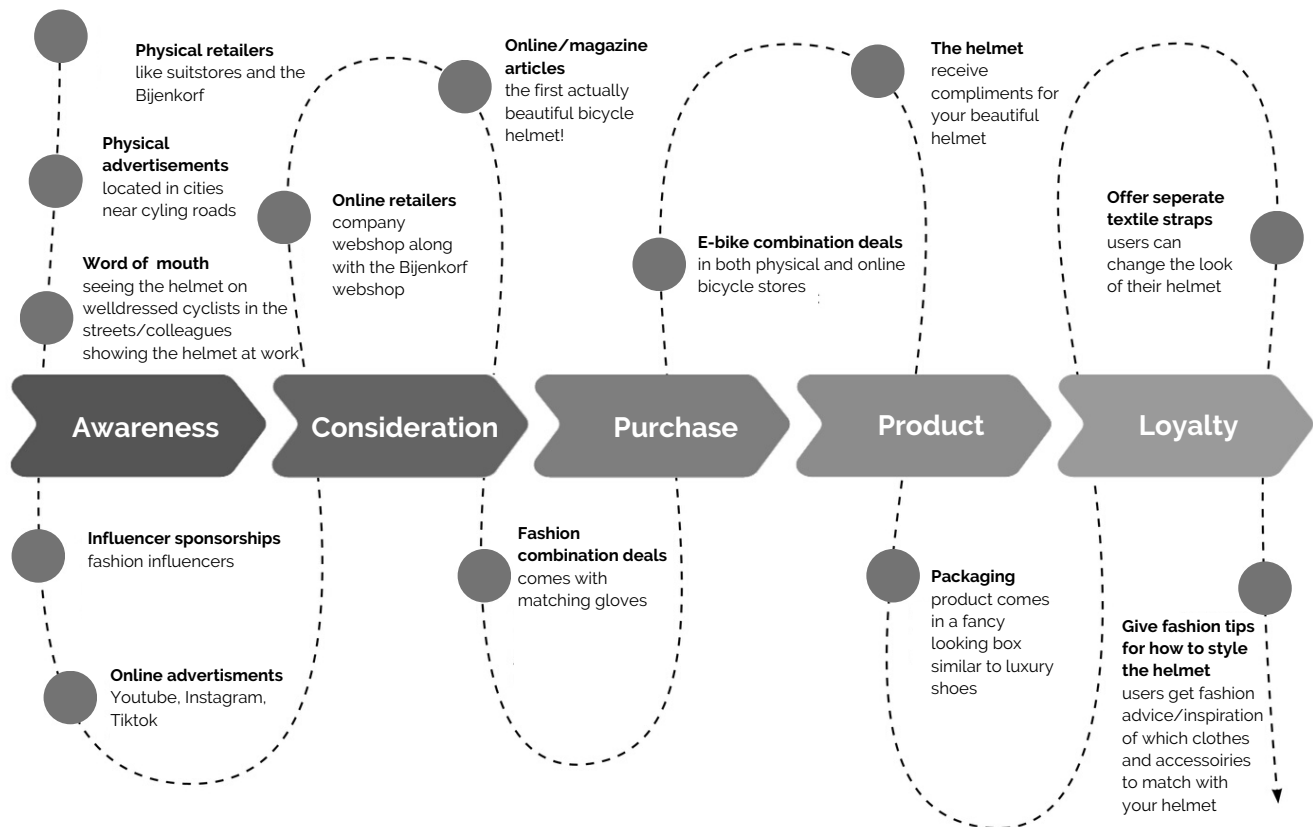 Physical retailers
like suitstores and the
Bijenkorf
Physical
advertisements
located in cities
near cyling roads
Word of  mouth
seeing the helmet on
welldressed cyclists in the
streets/colleagues
showing the helmet at work
Online retailers
company
webshop along
with the Bijenkorf
webshop
Online/magazine
articles
the first actually
beautiful bicycle
helmet!
E-bike combination deals
in both physical and online
bicycle stores
:
The helmet
receive
compliments for
your beautiful
helmet
Offer seperate
textile straps
users can
change the look
of their helmet
Awareness
Consideration
Purchase
Product
Loyalty
Influencer sponsorships
fashion influencers
Online advertisments
Youtube, Instagram,
Tiktok
Fashion
combination deals
comes with
matching gloves
Packaging
product comes
in a fancy
looking box
similar to luxury
shoes
Give fashion tips
for how to style
the helmet
users get fashion
advice/inspiration
of which clothes
and accessoiries
to match with
your helmet